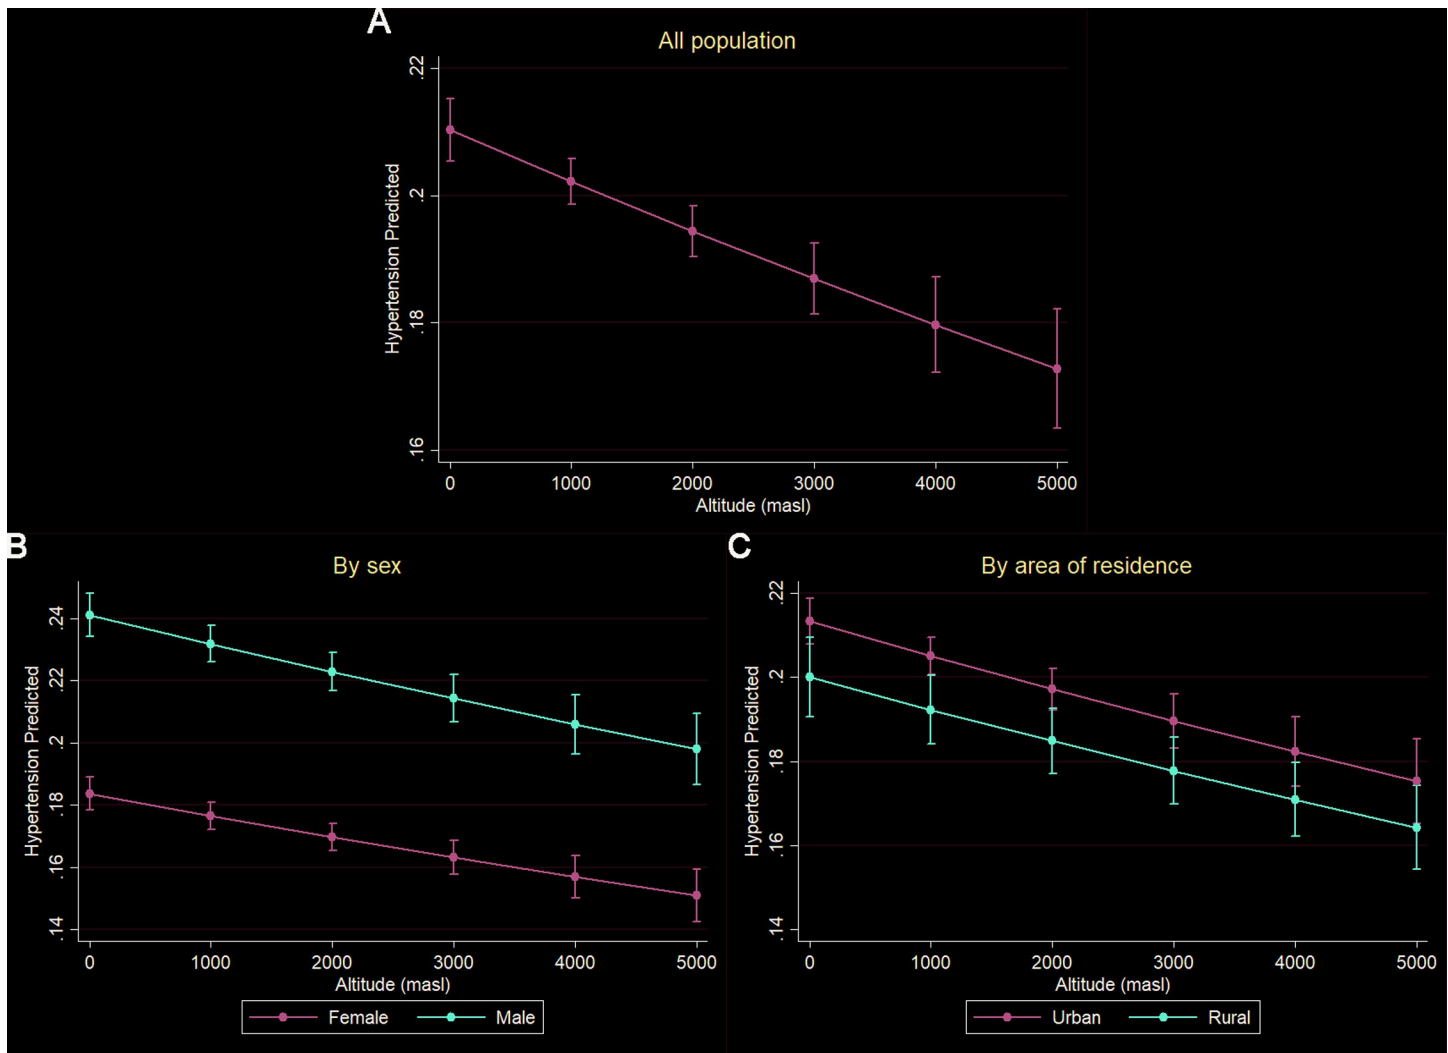 A
All population
Hypertension Predicted
.22
.2
.18
.16
0 1000 2000 3000 4000 5000
Altitude (masl)
B
By sex
Hypertension Predicted
.24
.22
.2
.18
.16
.14
0 1000 2000 3000 4000 5000
Altitude (masl)
Female Male
C
By area of residence
Hypertension Predicted
.22
.2
.18
.16
.14
0 1000 2000 3000 4000 5000
Altitude (masl)
Urban Rural